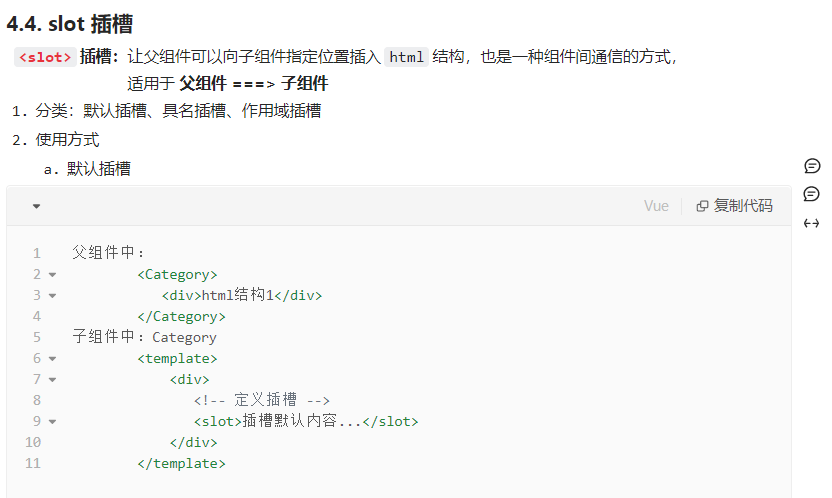 4.4. slot 插槽
<slot> 插槽：让父组件可以向子组件指定位置插入 html 结构，也是一种组件间通信的方式，
适用于 父组件 ===> 子组件
1. 分类：默认插槽、具名插槽、作用域插槽
2. 使用方式
a. 默认插槽
Vue 复制代码
1 父组件中：
2 <Category>
3 <div>html结构1</div>
4 </Category>
5 子组件中：Category
6 <template>
7 <div>
8 <!-- 定义插槽 -->
9 <slot>插槽默认内容...</slot>
10 </div>
11 </template>